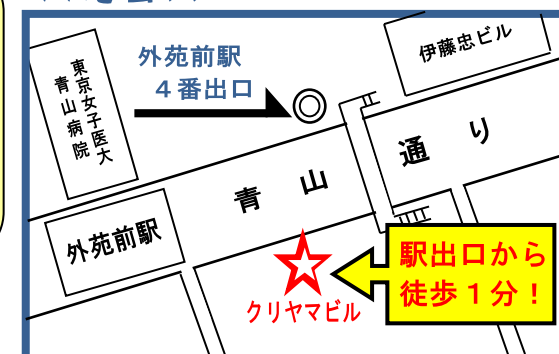 外苑前駅
４番出口
伊藤忠ビル
東京女子医大
青山病院
青山通り
外苑前駅
駅出口から
徒歩１分！
クリヤマビル